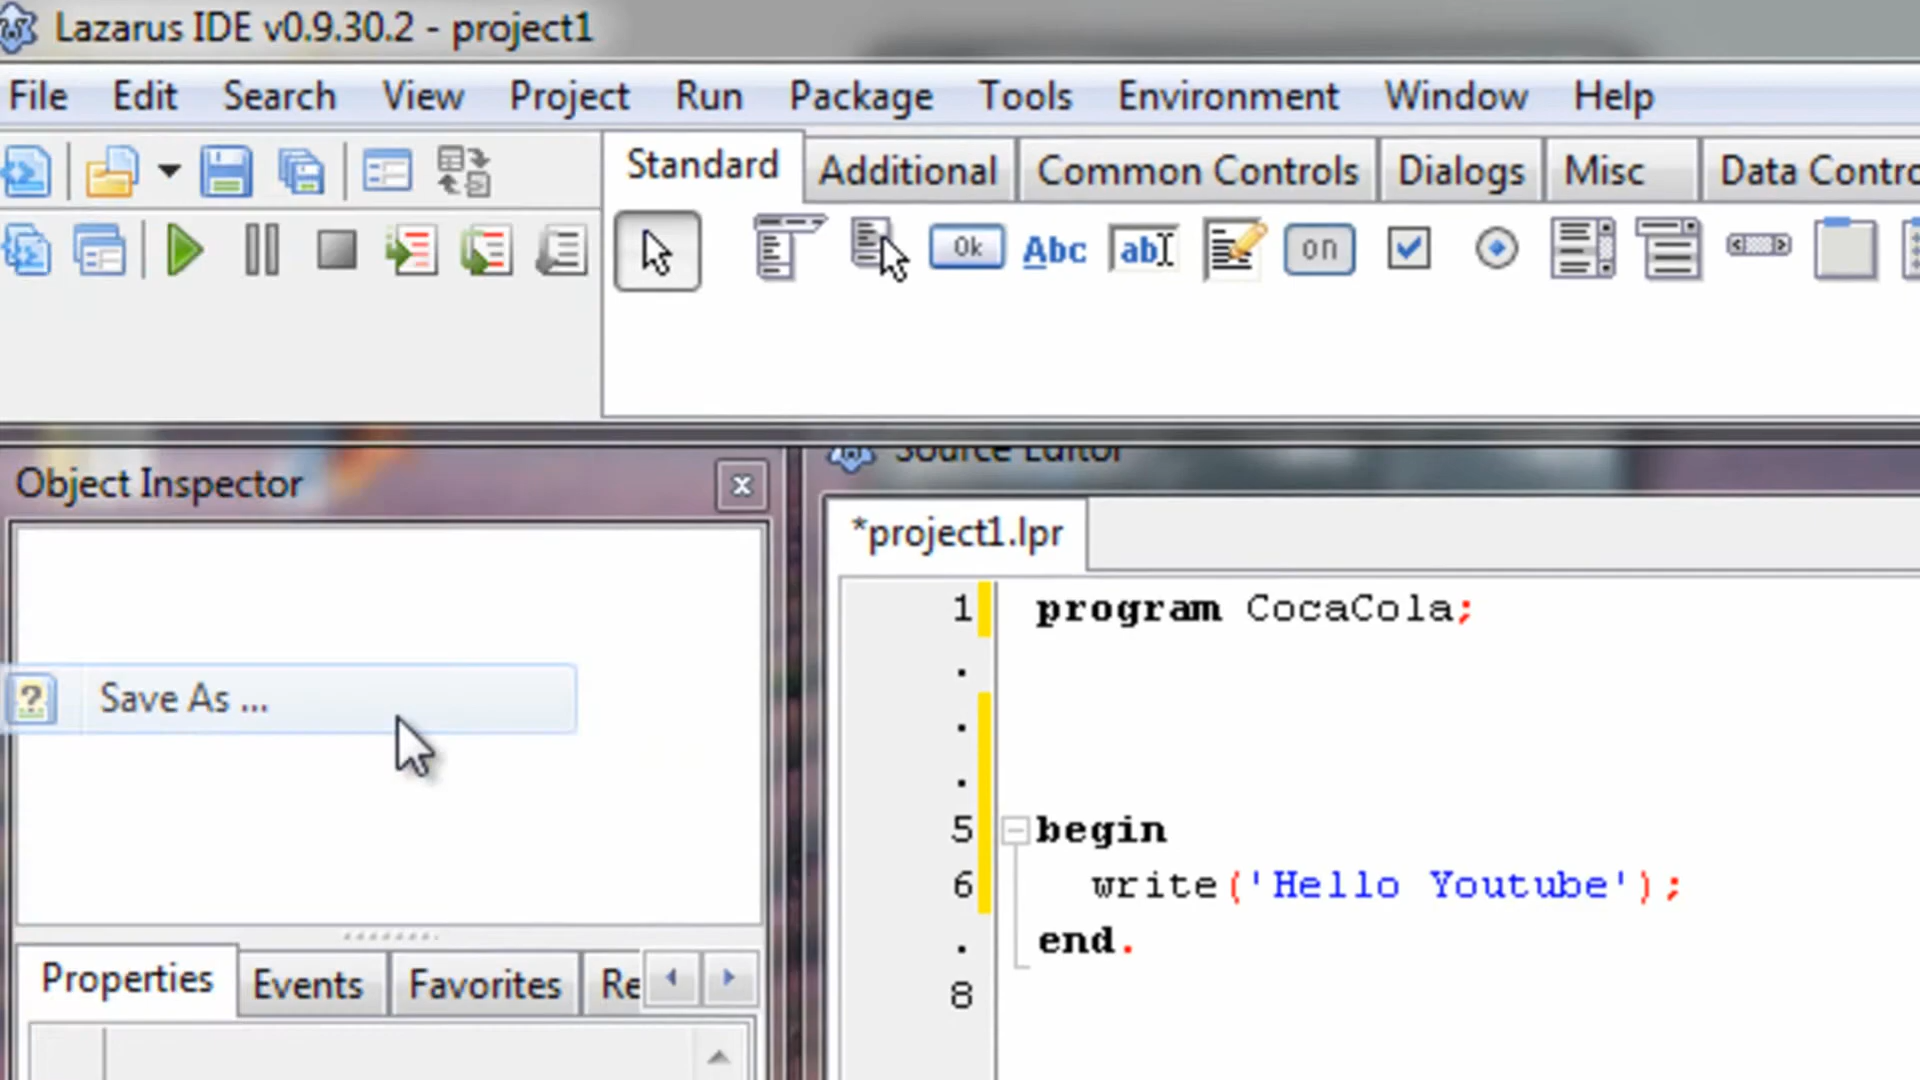 Lazarus IDE v0.9.30.2 - project1
File Edit Search View Project Run Package Tools Environment Window Help
Standard Additional Common Controls Dialogs Misc Data Contro
Ok Abc ab on
Object Inspector
Source Editor
*project1.lpr
1 program CocaCola;
.
.
.
5 begin
6 write('Hello Youtube');
. end.
8
Save As ...
Properties Events Favorites Re